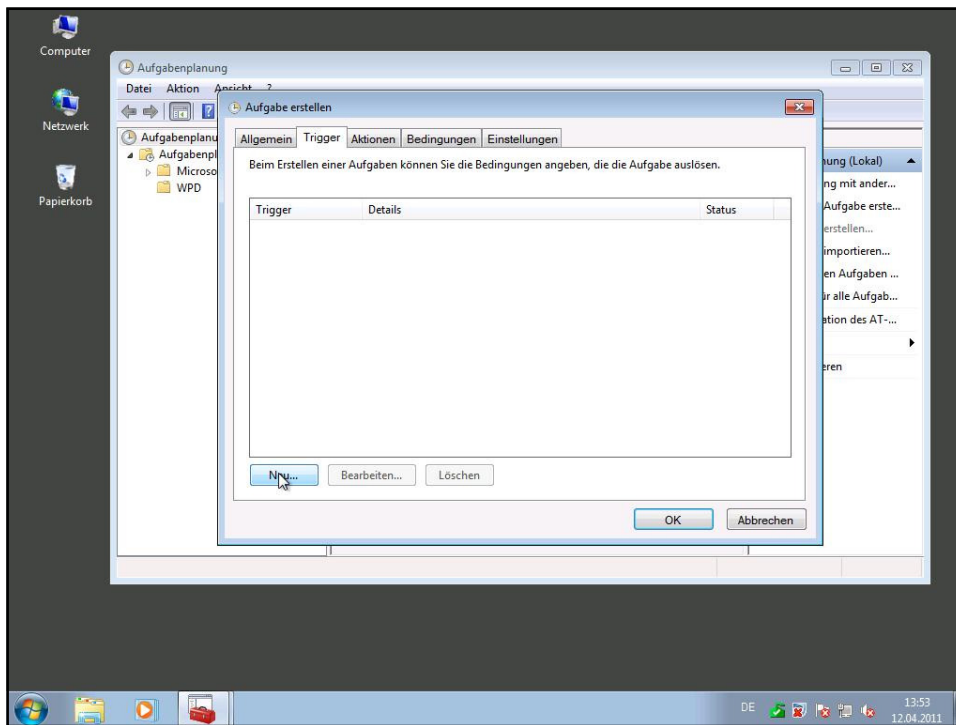 Computer
Netzwerk
Papierkorb
Aufgabenplanung
Datei Aktion Ansicht ?
Aufgabenplanu
Aufgabenpl
Microso
WPD
Aufgabe erstellen
Allgemein Trigger Aktionen Bedingungen Einstellungen
Beim Erstellen einer Aufgaben können Sie die Bedingungen angeben, die die Aufgabe auslösen.
Trigger Details Status
Neu... Bearbeiten... Löschen
OK Abbrechen
ung (Lokal)
ng mit ander...
Aufgabe erste...
erstellen...
importieren...
en Aufgaben ...
ür alle Aufgab...
ation des AT-...
eren
DE
13:53
12.04.2011